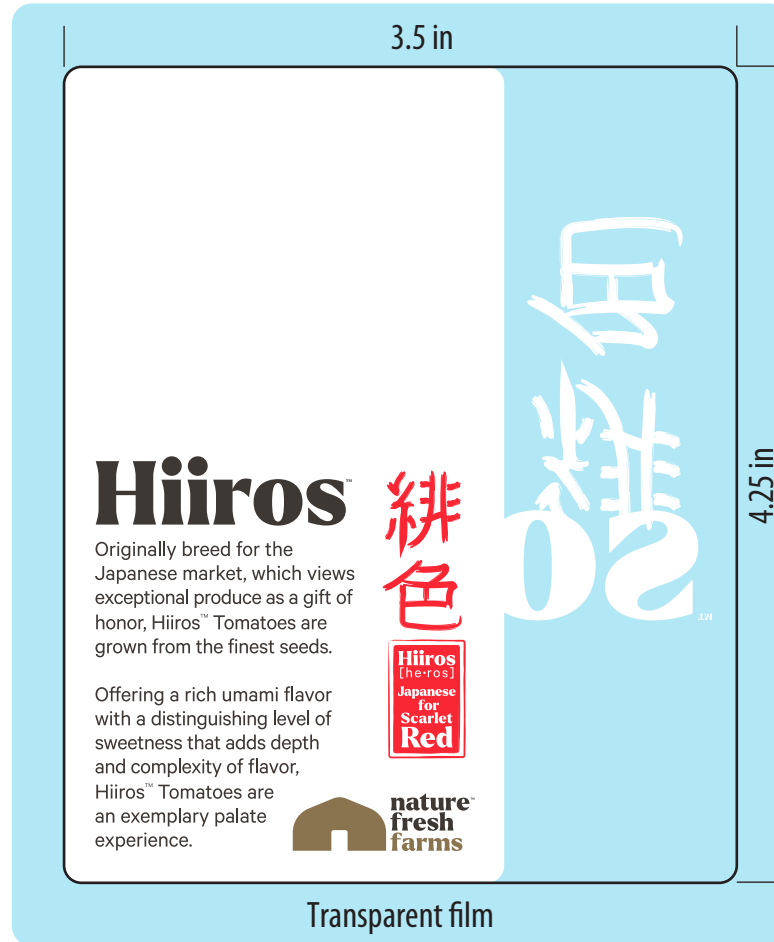 3.5 in
Hiiros™
Originally breed for the
Japanese market, which views
exceptional produce as a gift of
honor, Hiiros™ Tomatoes are
grown from the finest seeds.
Offering a rich umami flavor
with a distinguishing level of
sweetness that adds depth
and complexity of flavor,
Hiiros™ Tomatoes are
an exemplary palate
experience.
緋色
Hiiros
[he•ros]
Japanese
for
Scarlet
Red
nature™
fresh
farms
緋色
os™
4.25 in
Transparent film